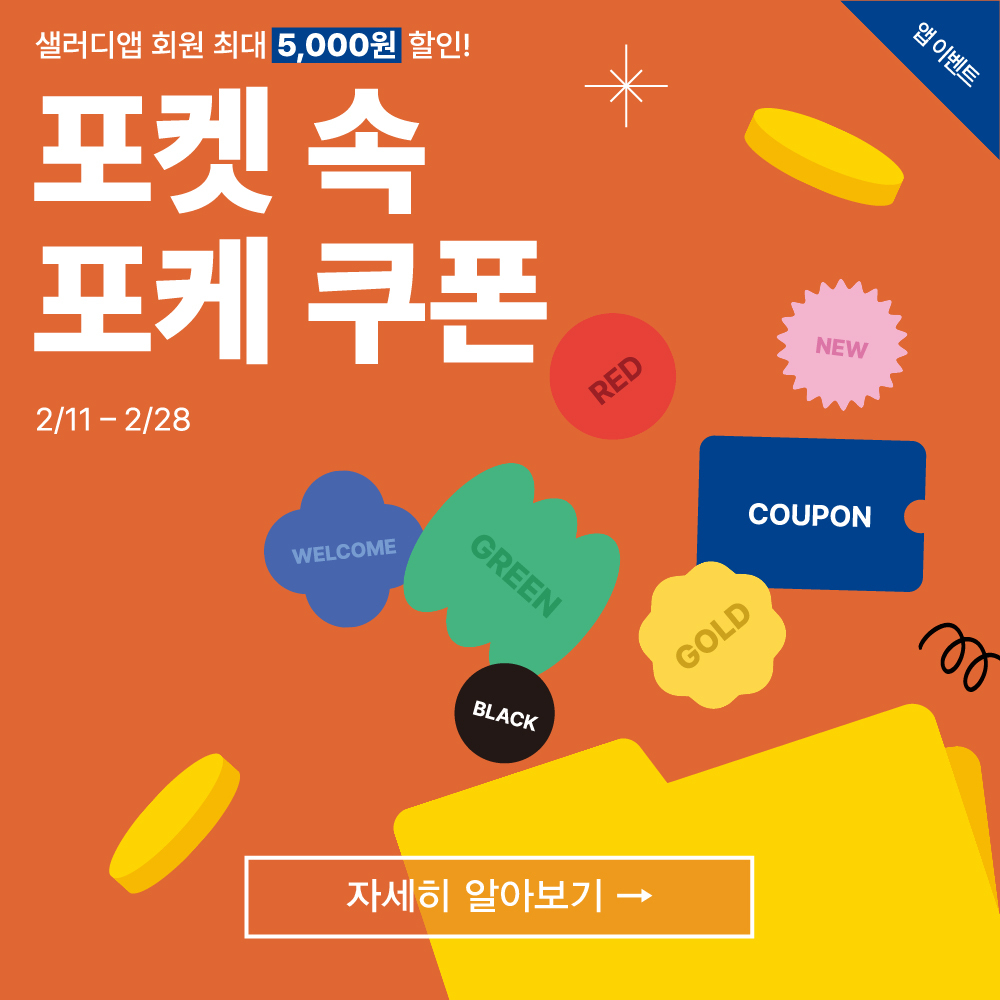 샐러디앱 회원 최대 5,000원 할인!
앱 이벤트
포켓 속
포케 쿠폰
2/11 – 2/28
RED
NEW
COUPON
WELCOME
GREEN
GOLD
BLACK
자세히 알아보기 →